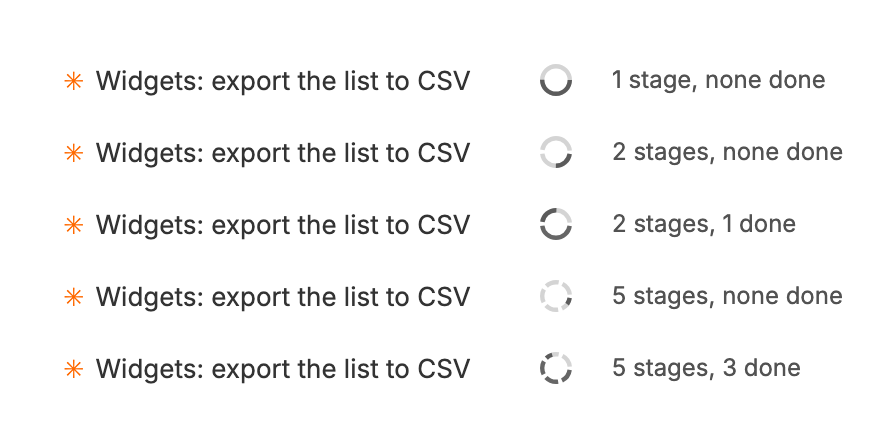 Widgets: export the list to CSV 1 stage, none done
Widgets: export the list to CSV 2 stages, none done
Widgets: export the list to CSV 2 stages, 1 done
Widgets: export the list to CSV 5 stages, none done
Widgets: export the list to CSV 5 stages, 3 done